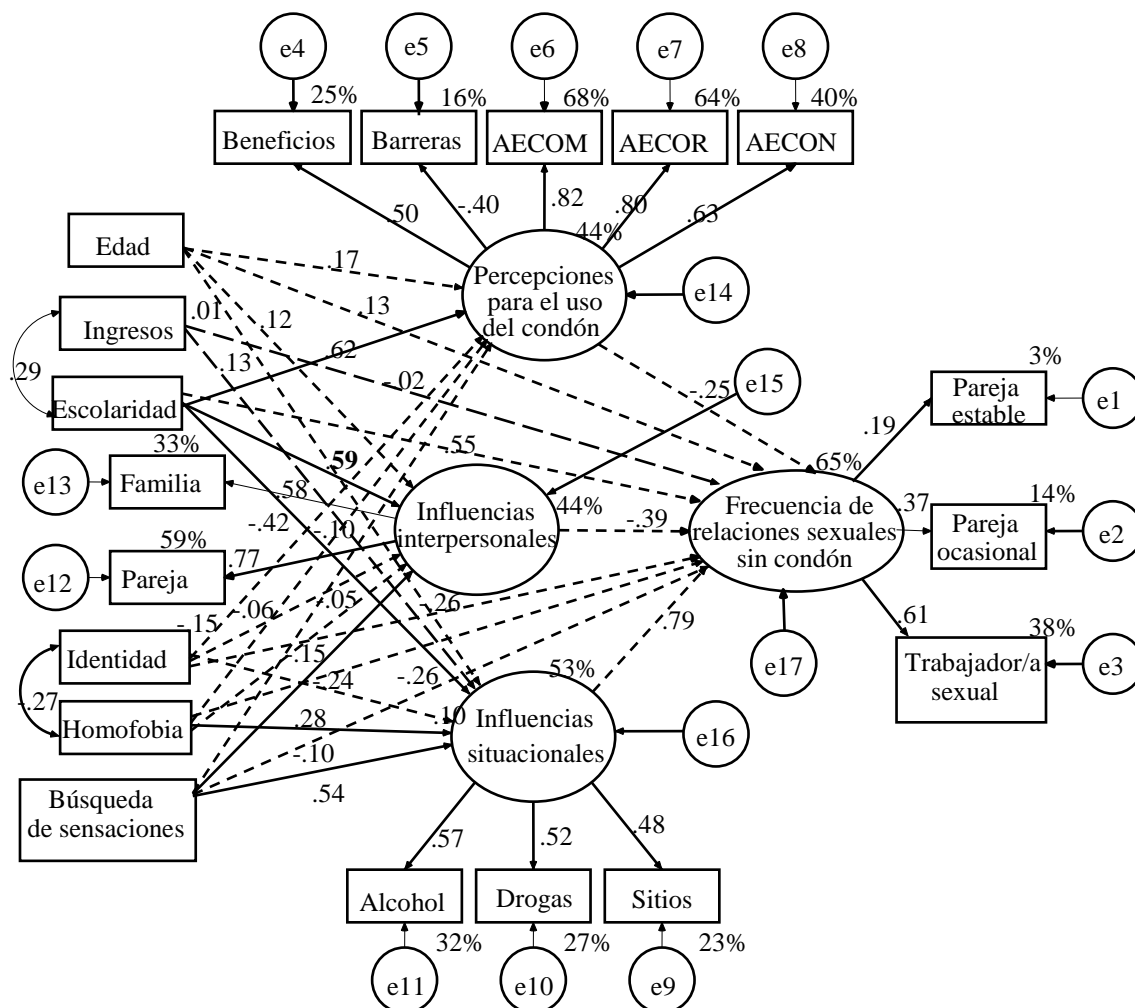 e4
e5
e6
e7
e8
25%
16%
68%
64%
40%
Beneficios
Barreras
AECOM
AECOR
AECON
.50
-.40
.82
.80
.63
44%
Edad
.17
Percepciones
para el uso
del condón
e14
Ingresos
.01
.12
.13
.13
.62
-.02
-.25
e15
3%
Pareja
estable
e1
.29
Escolaridad
.55
.19
33%
.59
65%
e13
Familia
.58
Influencias
interpersonales
44%
-.39
Frecuencia de
relaciones sexuales
sin condón
.37
14%
Pareja
ocasional
e2
-.42
-.10
59%
e12
Pareja
.77
-.15
-.06
-.05
-.26
.79
.61
Identidad
-.27
-.15
-.24
-.26
53%
e17
38%
Trabajador/a
sexual
e3
Homofobia
.28
.10
Influencias
situacionales
e16
-.10
Búsqueda
de sensaciones
.54
.57
.52
.48
Alcohol
Drogas
Sitios
32%
27%
23%
e11
e10
e9